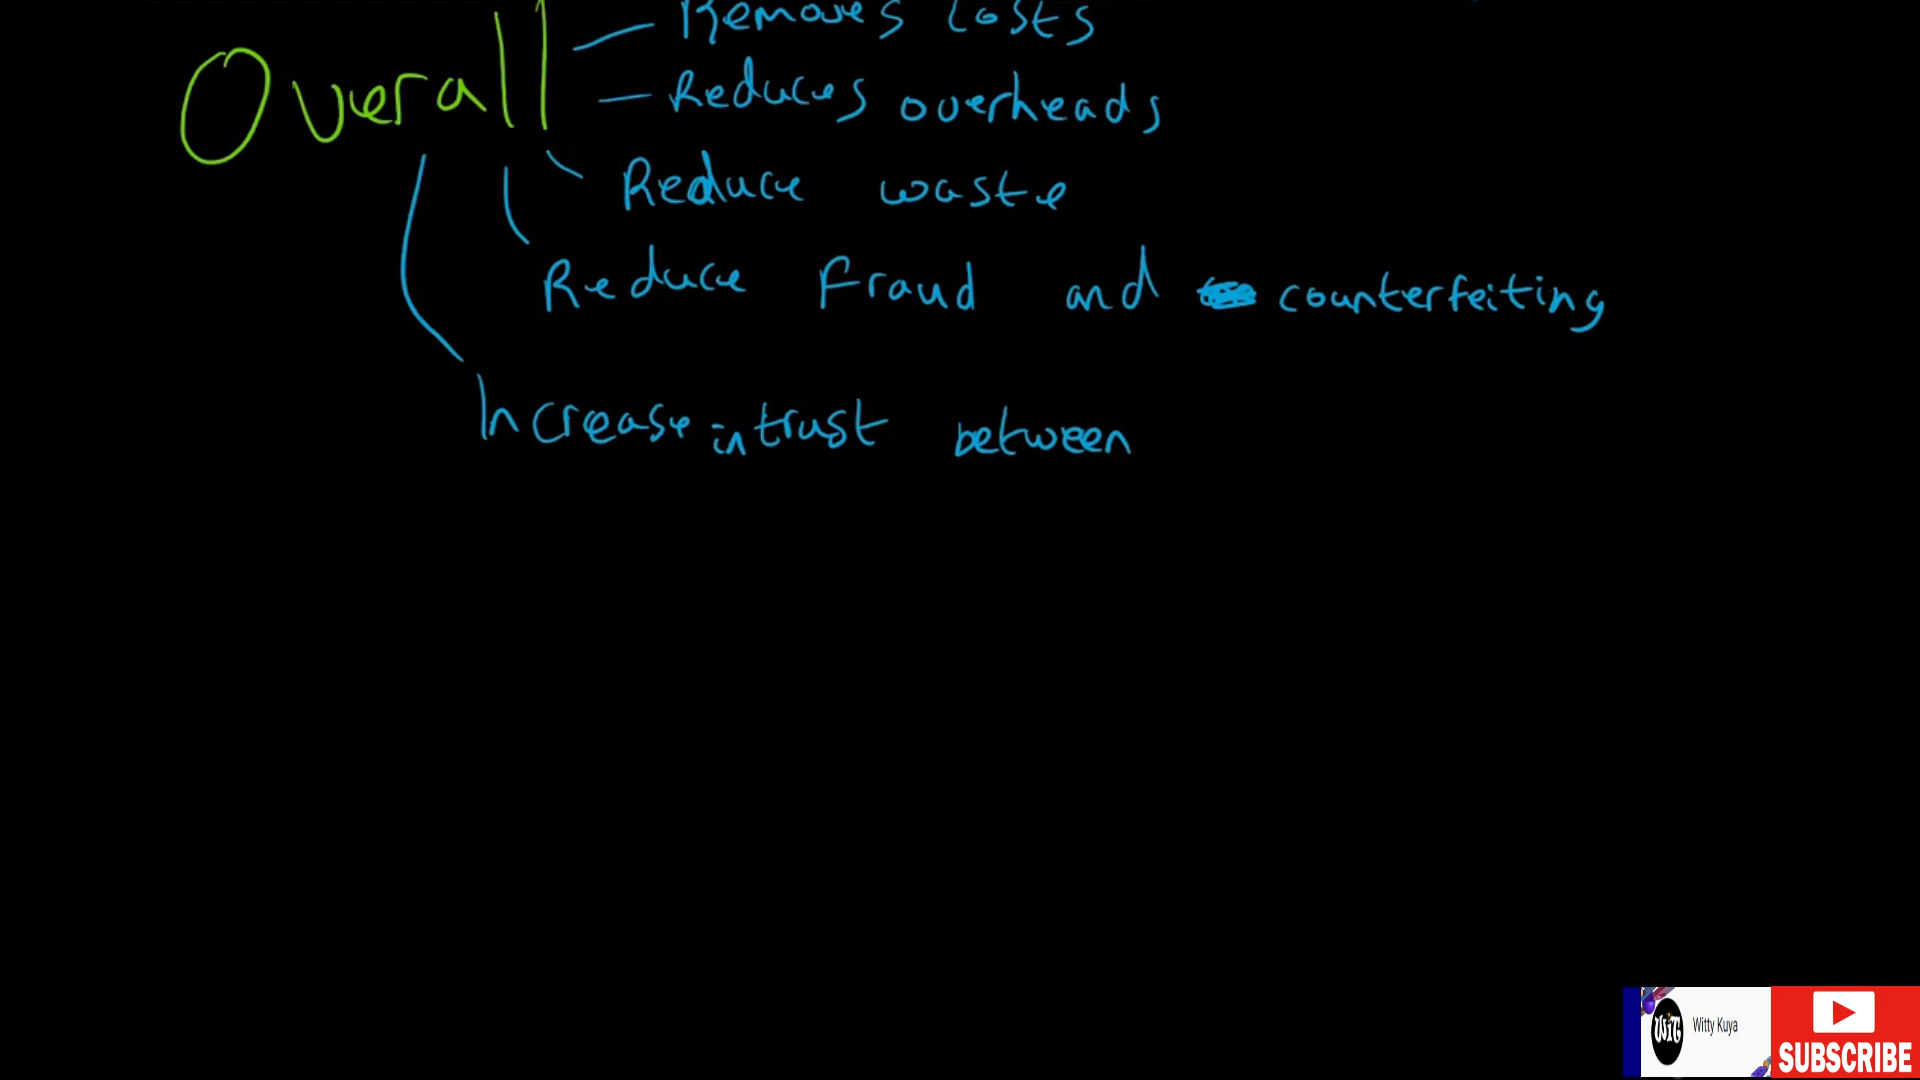 Removes costs
Overall
Reduces overheads
Reduce waste
Reduce fraud and counterfeiting
Increase in trust between
Witty Kuya
SUBSCRIBE